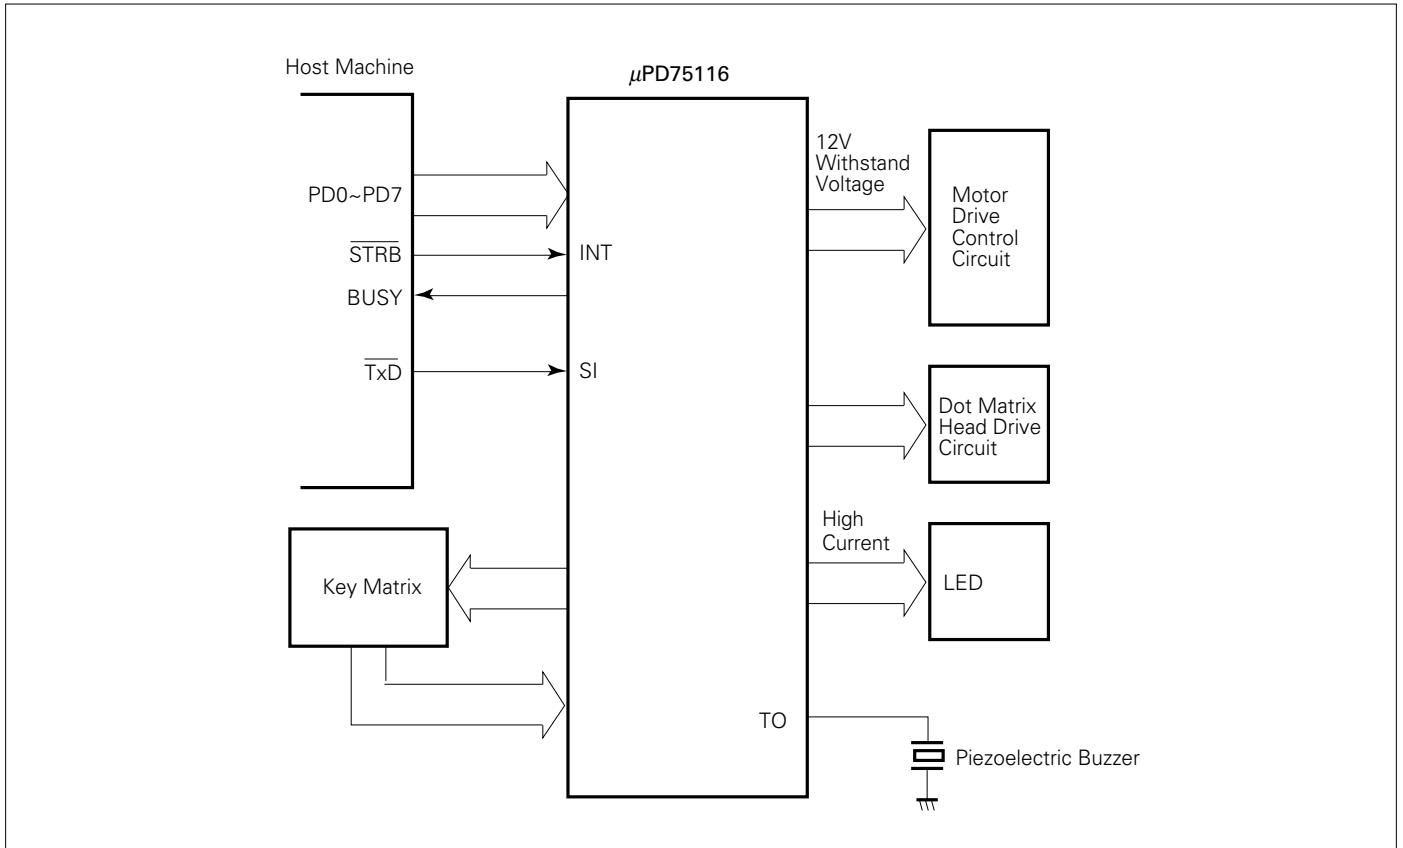 Host Machine
μPD75116
PD0~PD7
STRB
INT
BUSY
TxD
SI
Key Matrix
12V
Withstand
Voltage
Motor
Drive
Control
Circuit
Dot Matrix
Head Drive
Circuit
High
Current
LED
TO
Piezoelectric Buzzer